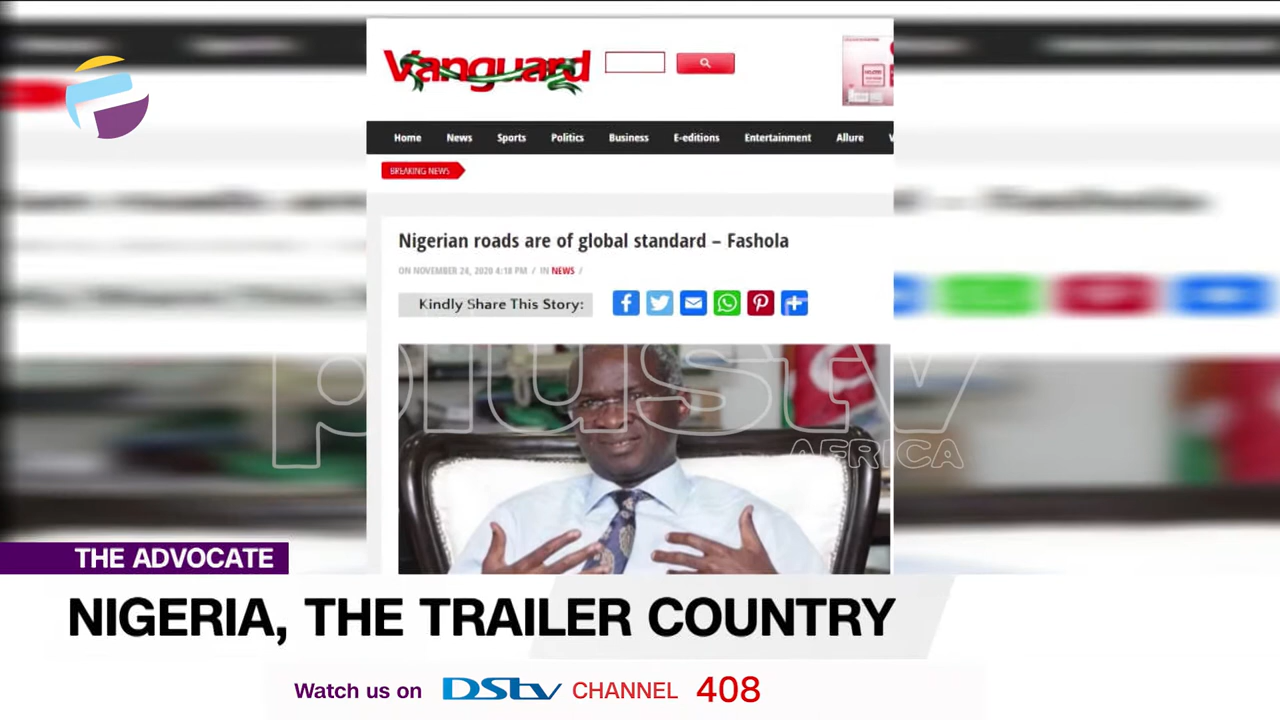 Vanguard
Home News Sports Politics Business E-editions Entertainment Allure
BREAKING NEWS
Nigerian roads are of global standard – Fashola
ON NOVEMBER 24, 2020 4:18 PM / IN NEWS /
Kindly Share This Story:
plustv
AFRICA
THE ADVOCATE
NIGERIA, THE TRAILER COUNTRY
Watch us on DStv CHANNEL 408